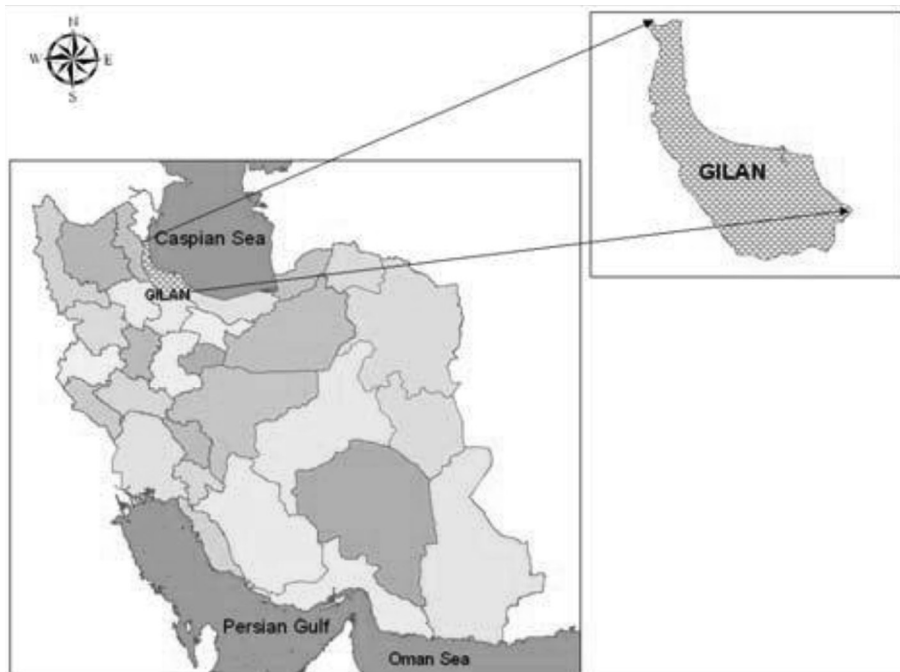 N
W E
S
GILAN
Caspian Sea
GILAN
Persian Gulf
Oman Sea